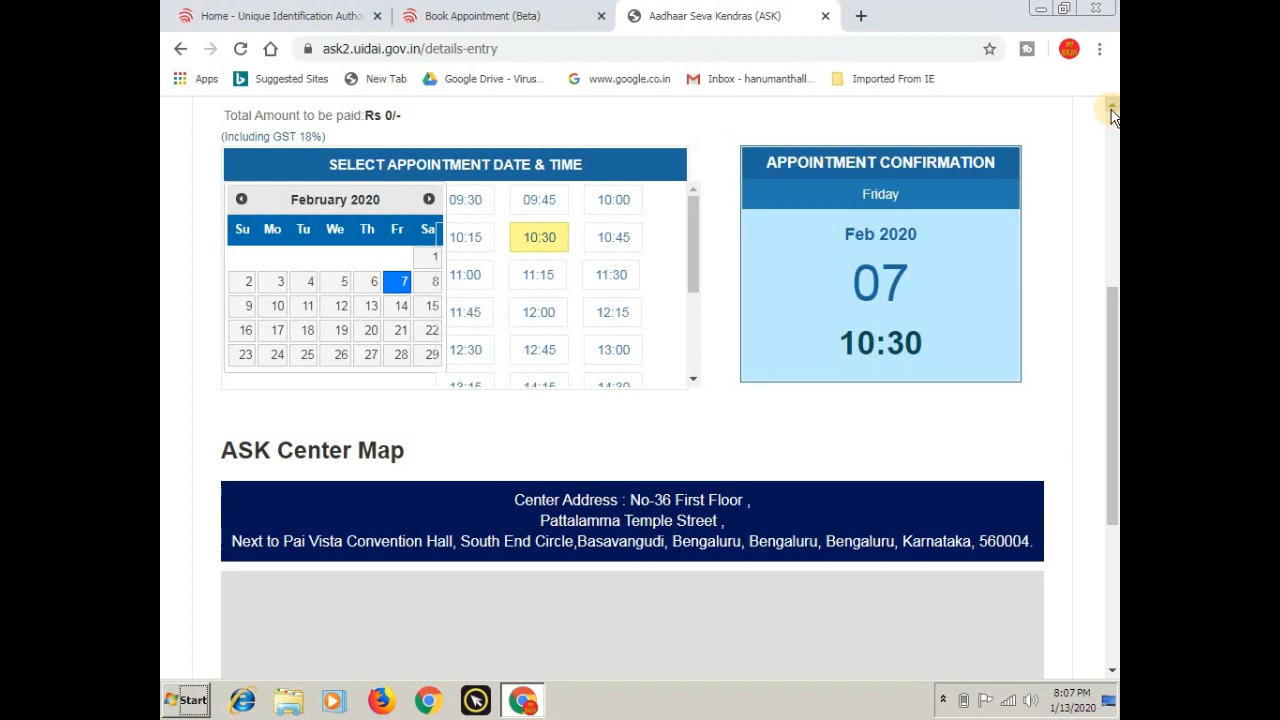 Home - Unique Identification Autho
Book Appointment (Beta)
Aadhaar Seva Kendras (ASK)
ask2.uidai.gov.in/details-entry
Apps
Suggested Sites
New Tab
Google Drive - Virus...
www.google.co.in
Inbox - hanumanthall...
Imported From IE
Total Amount to be paid:Rs 0/-
(Including GST 18%)
SELECT APPOINTMENT DATE & TIME
February 2020
Su Mo Tu We Th Fr Sa
1
2 3 4 5 6 7 8
9 10 11 12 13 14 15
16 17 18 19 20 21 22
23 24 25 26 27 28 29
09:30 09:45 10:00
10:15 10:30 10:45
11:00 11:15 11:30
11:45 12:00 12:15
12:30 12:45 13:00
13:15 14:15 14:30
APPOINTMENT CONFIRMATION
Friday
Feb 2020
07
10:30
ASK Center Map
Center Address : No-36 First Floor ,
Pattalamma Temple Street ,
Next to Pai Vista Convention Hall, South End Circle,Basavangudi, Bengaluru, Bengaluru, Bengaluru, Karnataka, 560004.
Start
8:07 PM
1/13/2020